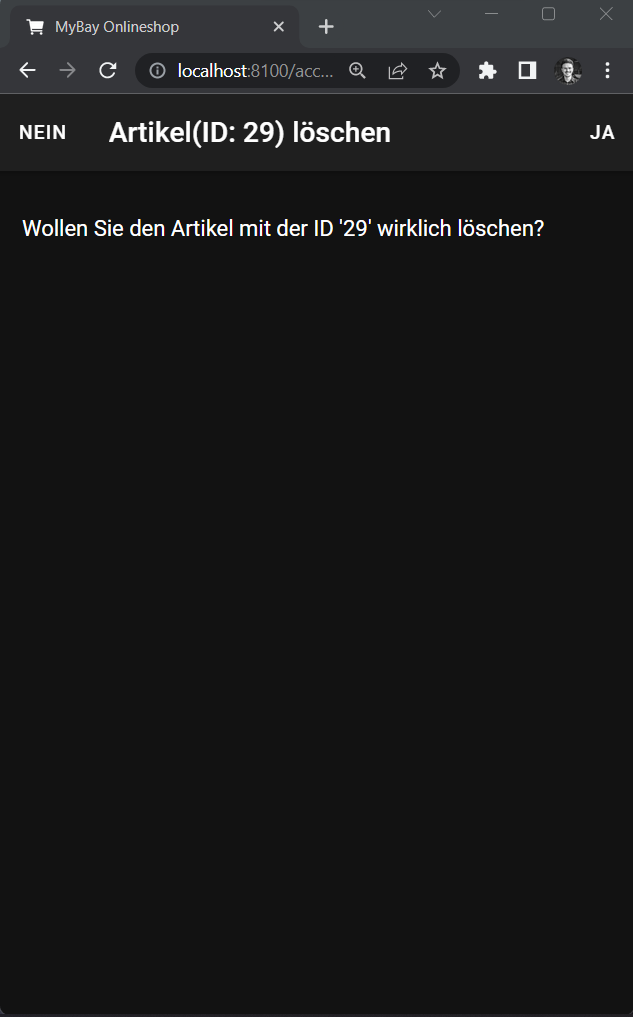 MyBay Onlineshop
localhost:8100/acc...
NEIN Artikel(ID: 29) löschen JA
Wollen Sie den Artikel mit der ID '29' wirklich löschen?